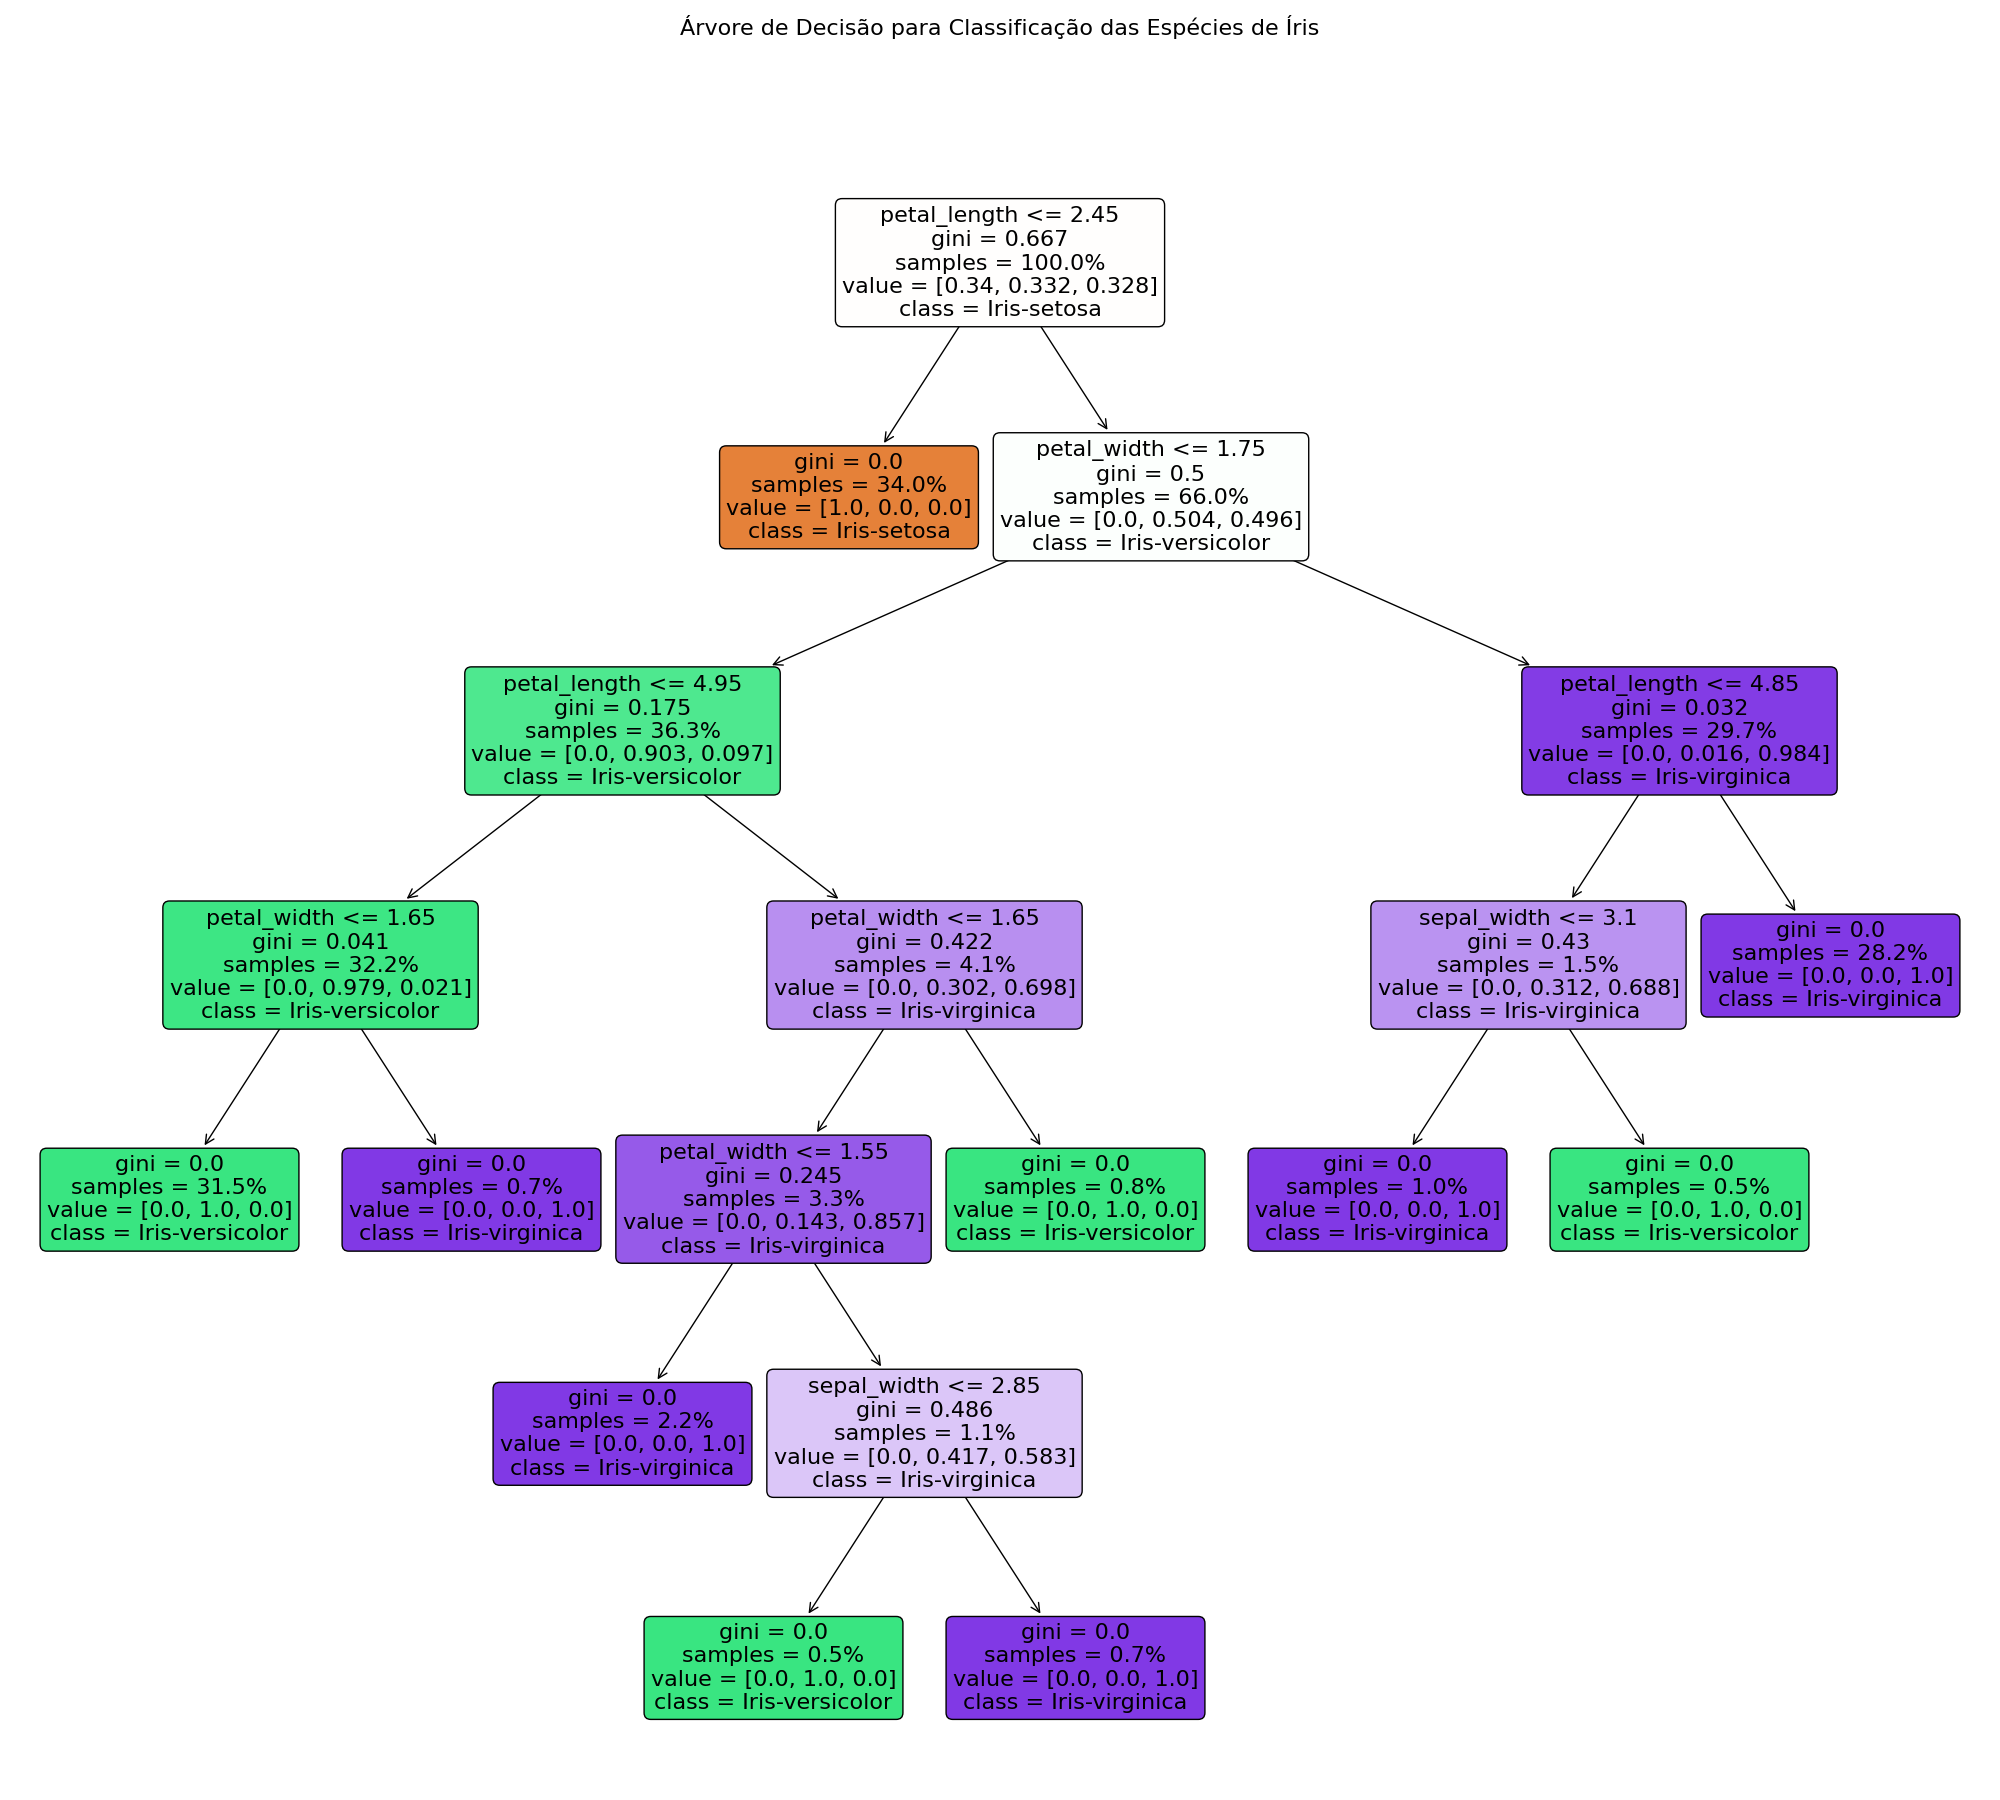 Árvore de Decisão para Classificação das Espécies de Íris
petal_length <= 2.45
gini = 0.667
samples = 100.0%
value = [0.34, 0.332, 0.328]
class = Iris-setosa
gini = 0.0
samples = 34.0%
value = [1.0, 0.0, 0.0]
class = Iris-setosa
petal_width <= 1.75
gini = 0.5
samples = 66.0%
value = [0.0, 0.504, 0.496]
class = Iris-versicolor
petal_length <= 4.95
gini = 0.175
samples = 36.3%
value = [0.0, 0.903, 0.097]
class = Iris-versicolor
petal_length <= 4.85
gini = 0.032
samples = 29.7%
value = [0.0, 0.016, 0.984]
class = Iris-virginica
petal_width <= 1.65
gini = 0.041
samples = 32.2%
value = [0.0, 0.979, 0.021]
class = Iris-versicolor
petal_width <= 1.65
gini = 0.422
samples = 4.1%
value = [0.0, 0.302, 0.698]
class = Iris-virginica
sepal_width <= 3.1
gini = 0.43
samples = 1.5%
value = [0.0, 0.312, 0.688]
class = Iris-virginica
gini = 0.0
samples = 28.2%
value = [0.0, 0.0, 1.0]
class = Iris-virginica
gini = 0.0
samples = 31.5%
value = [0.0, 1.0, 0.0]
class = Iris-versicolor
gini = 0.0
samples = 0.7%
value = [0.0, 0.0, 1.0]
class = Iris-virginica
petal_width <= 1.55
gini = 0.245
samples = 3.3%
value = [0.0, 0.143, 0.857]
class = Iris-virginica
gini = 0.0
samples = 0.8%
value = [0.0, 1.0, 0.0]
class = Iris-versicolor
gini = 0.0
samples = 1.0%
value = [0.0, 0.0, 1.0]
class = Iris-virginica
gini = 0.0
samples = 0.5%
value = [0.0, 1.0, 0.0]
class = Iris-versicolor
gini = 0.0
samples = 2.2%
value = [0.0, 0.0, 1.0]
class = Iris-virginica
sepal_width <= 2.85
gini = 0.486
samples = 1.1%
value = [0.0, 0.417, 0.583]
class = Iris-virginica
gini = 0.0
samples = 0.5%
value = [0.0, 1.0, 0.0]
class = Iris-versicolor
gini = 0.0
samples = 0.7%
value = [0.0, 0.0, 1.0]
class = Iris-virginica